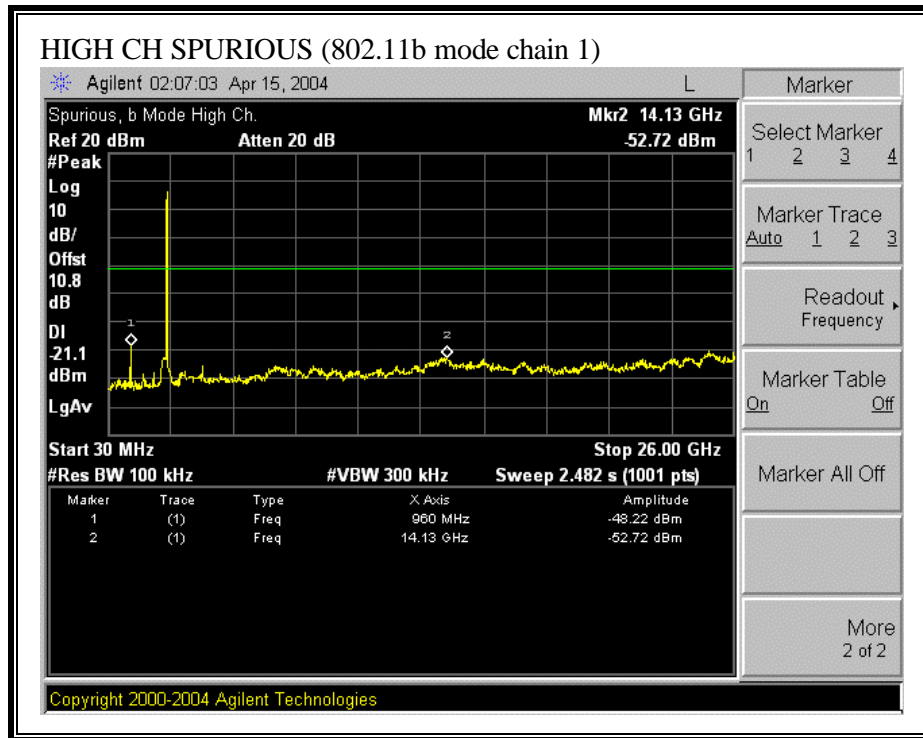 HIGH CH SPURIOUS (802.11b mode chain 1)
Agilent 02:07:03 Apr 15, 2004 L
Spurious, b Mode High Ch. Mkr2 14.13 GHz
Ref 20 dBm Atten 20 dB -52.72 dBm
#Peak
Log
10
dB/
Offst
10.8
dB
DI
-21.1
dBm
LgAv
1
2
Start 30 MHz Stop 26.00 GHz
#Res BW 100 kHz #VBW 300 kHz Sweep 2.482 s (1001 pts)
Marker Trace Type X Axis Amplitude
1 (1) Freq 960 MHz -48.22 dBm
2 (1) Freq 14.13 GHz -52.72 dBm
Marker
Select Marker
1 2 3 4
Marker Trace
Auto 1 2 3
Readout
Frequency
Marker Table
On Off
Marker All Off
More
2 of 2
Copyright 2000-2004 Agilent Technologies